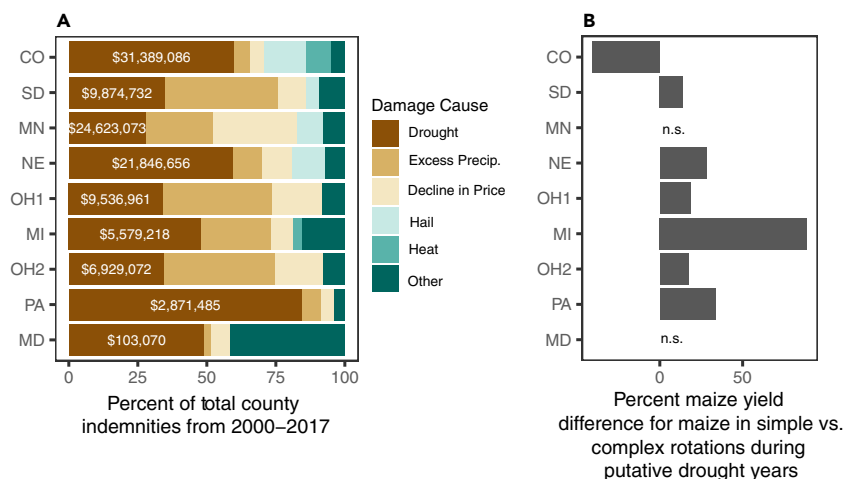 A
CO
$31,389,086
SD
$9,874,732
MN
$24,623,073
NE
$21,846,656
OH1
$9,536,961
MI
$5,579,218
OH2
$6,929,072
PA
$2,871,485
MD
$103,070
0
25
50
75
100
Percent of total county
indemnities from 2000–2017
Damage Cause
Drought
Excess Precip.
Decline in Price
Hail
Heat
Other
B
CO
SD
MN
n.s.
NE
OH1
MI
OH2
PA
MD
n.s.
0
50
Percent maize yield
difference for maize in simple vs.
complex rotations during
putative drought years